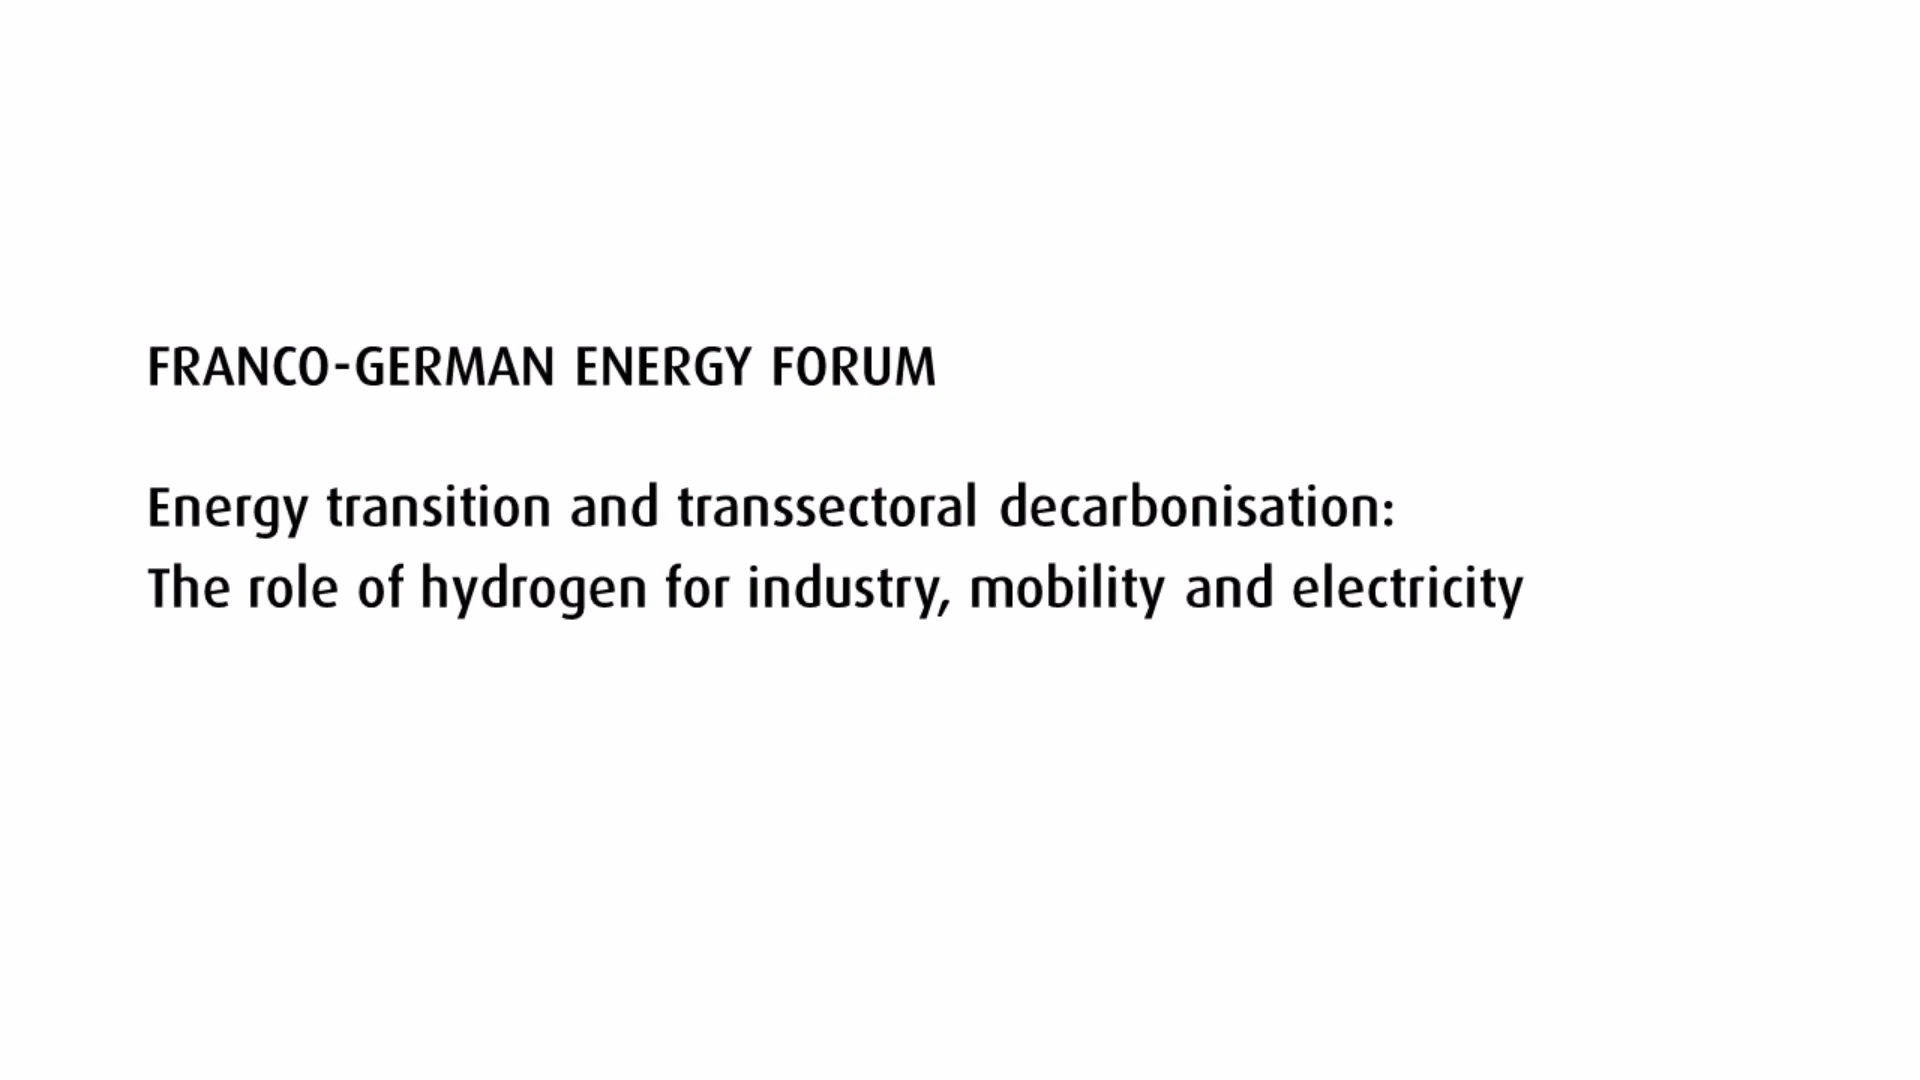 FRANCO-GERMAN ENERGY FORUM
Energy transition and transsectoral decarbonisation:
The role of hydrogen for industry, mobility and electricity